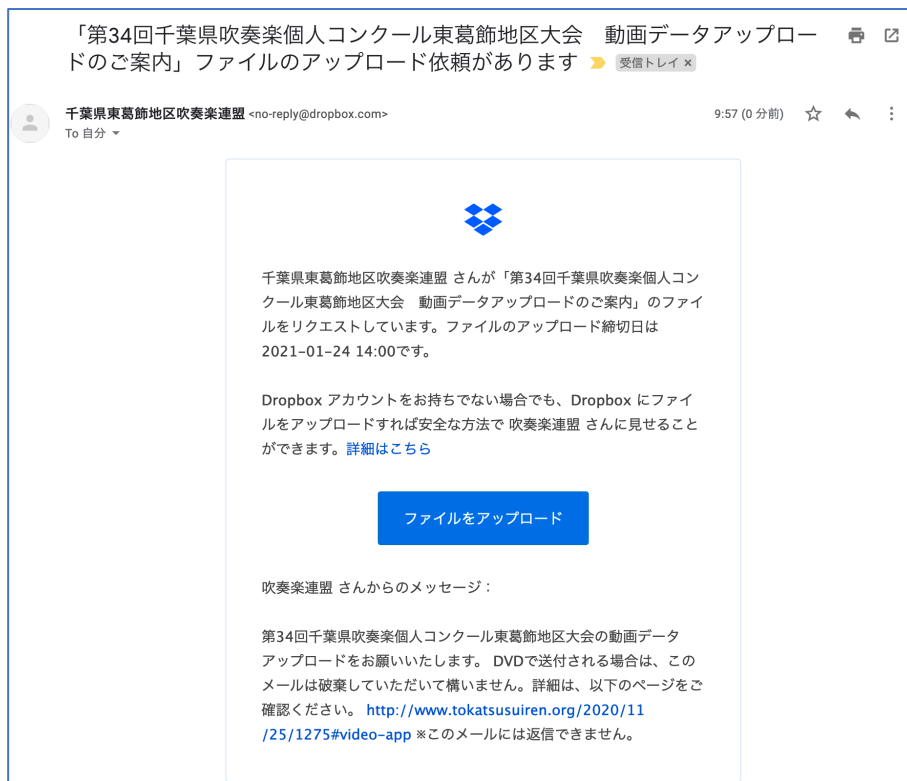 「第34回千葉県吹奏楽個人コンクール東葛飾地区大会　動画データアップロー
ドのご案内」ファイルのアップロード依頼があります 受信トレイ ×
千葉県東葛飾地区吹奏楽連盟 <no-reply@dropbox.com> 9:57 (0 分前)
To 自分
千葉県東葛飾地区吹奏楽連盟 さんが「第34回千葉県吹奏楽個人コン
クール東葛飾地区大会　動画データアップロードのご案内」のファイ
ルをリクエストしています。ファイルのアップロード締切日は
2021-01-24 14:00です。
Dropbox アカウントをお持ちでない場合でも、Dropbox にファイ
ルをアップロードすれば安全な方法で 吹奏楽連盟 さんに見せること
ができます。詳細はこちら
ファイルをアップロード
吹奏楽連盟 さんからのメッセージ：
第34回千葉県吹奏楽個人コンクール東葛飾地区大会の動画データ
アップロードをお願いいたします。 DVDで送付される場合は、この
メールは破棄していただいて構いません。詳細は、以下のページをご
確認ください。 http://www.tokatsusuiren.org/2020/11
/25/1275#video-app ※このメールには返信できません。